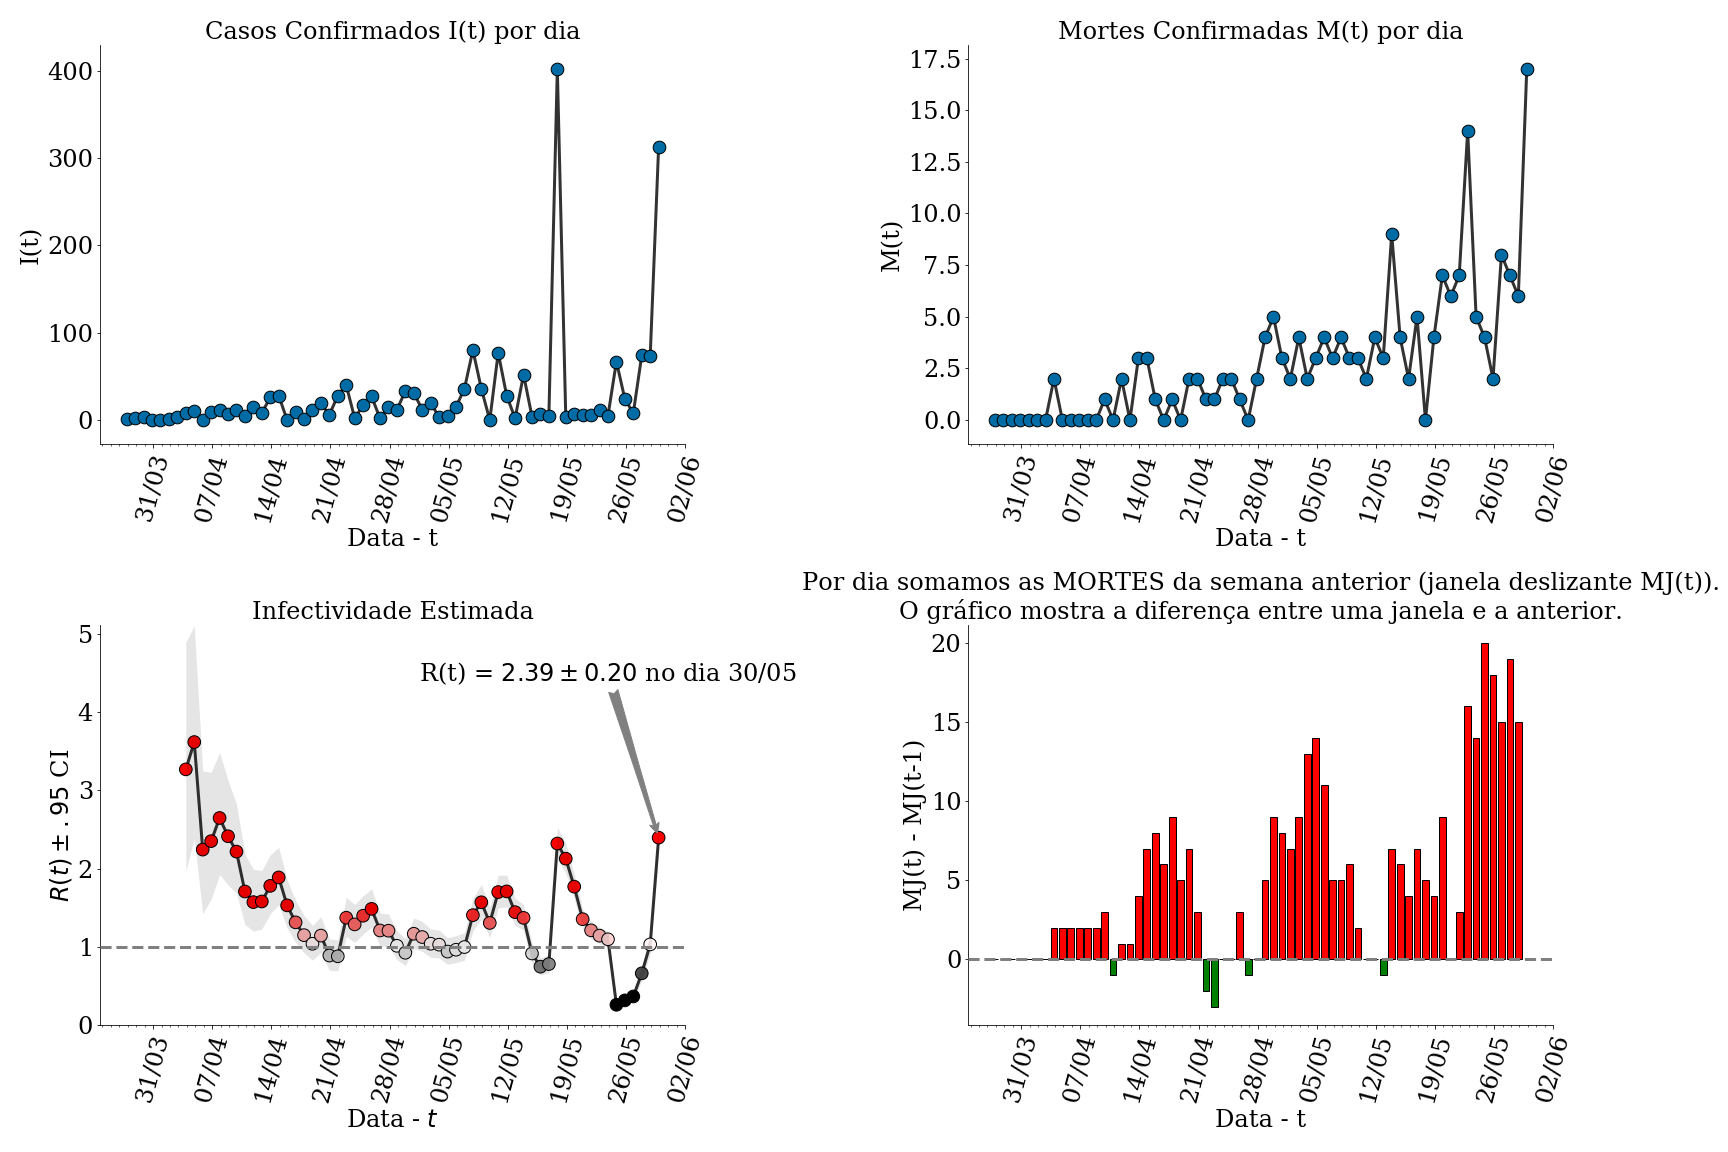 Casos Confirmados I(t) por dia
I(t)
400
300
200
100
0
31/03 07/04 14/04 21/04 28/04 05/05 12/05 19/05 26/05 02/06
Data - t
Mortes Confirmadas M(t) por dia
M(t)
17.5
15.0
12.5
10.0
7.5
5.0
2.5
0.0
31/03 07/04 14/04 21/04 28/04 05/05 12/05 19/05 26/05 02/06
Data - t
Infectividade Estimada
R(t) = 2.39 ± 0.20 no dia 30/05
R(t) ± .95 CI
5
4
3
2
1
0
31/03 07/04 14/04 21/04 28/04 05/05 12/05 19/05 26/05 02/06
Data - t
Por dia somamos as MORTES da semana anterior (janela deslizante MJ(t)).
O gráfico mostra a diferença entre uma janela e a anterior.
MJ(t) - MJ(t-1)
20
15
10
5
0
31/03 07/04 14/04 21/04 28/04 05/05 12/05 19/05 26/05 02/06
Data - t